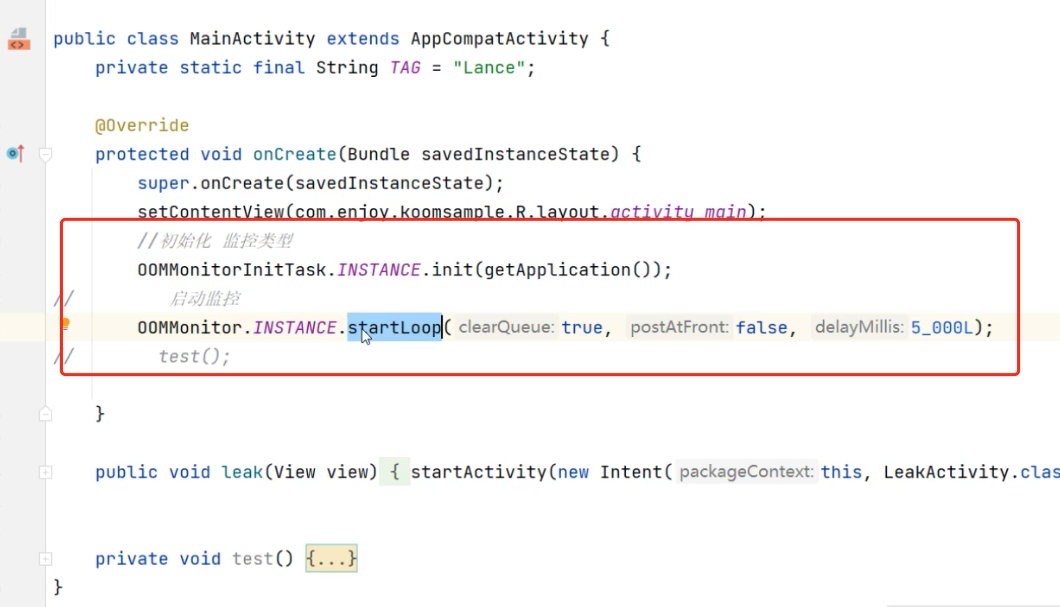 public class MainActivity extends AppCompatActivity {
private static final String TAG = "Lance";
@Override
protected void onCreate(Bundle savedInstanceState) {
super.onCreate(savedInstanceState);
setContentView(com.enjoy.koomsample.R.layout.activity_main);
//初始化 监控类型
OOMMonitorInitTask.INSTANCE.init(getApplication());
// 启动监控
OOMMonitor.INSTANCE.startLoop( clearQueue: true, postAtFront: false, delayMillis: 5_000L);
// test();
}
public void leak(View view) { startActivity(new Intent( packageContext: this, LeakActivity.clas
private void test() {...}
}